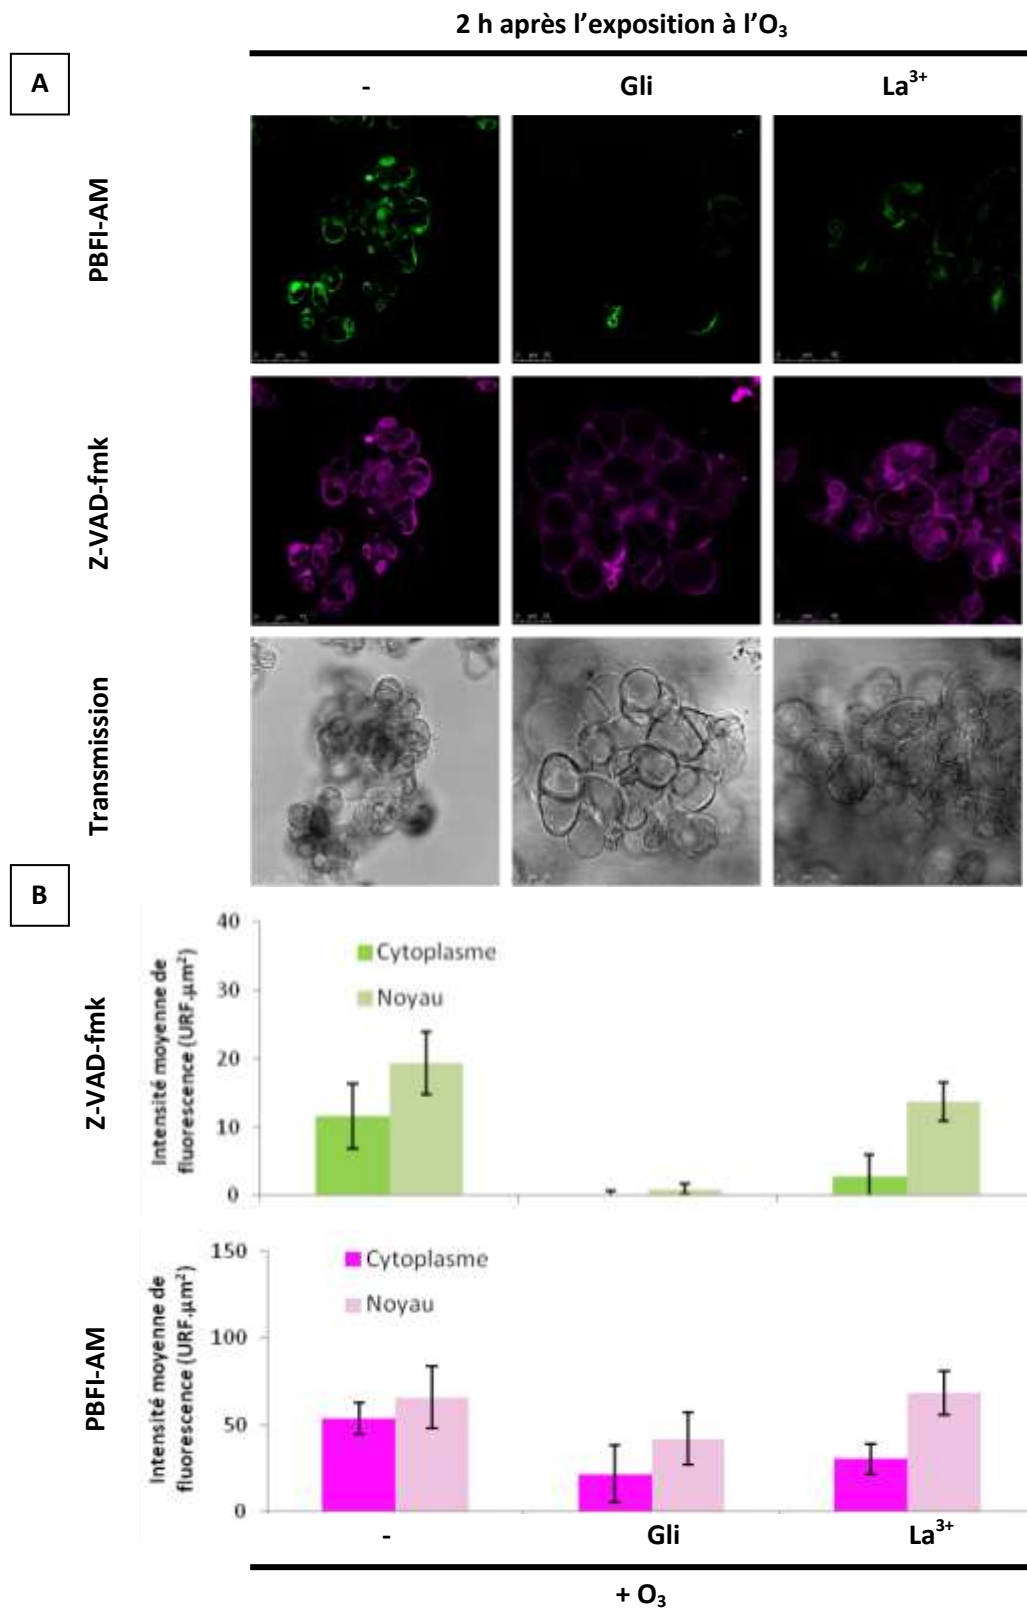 2 h après l’exposition à l’O₃
A
- Gli La³⁺
PBFI-AM
Z-VAD-fmk
Transmission
B
Z-VAD-fmk
Intensité moyenne de
fluorescence (URF.µm²)
40
30
20
10
0
Cytoplasme
Noyau
PBFI-AM
Intensité moyenne de
fluorescence (URF.µm²)
150
100
50
0
Cytoplasme
Noyau
- Gli La³⁺
+ O₃